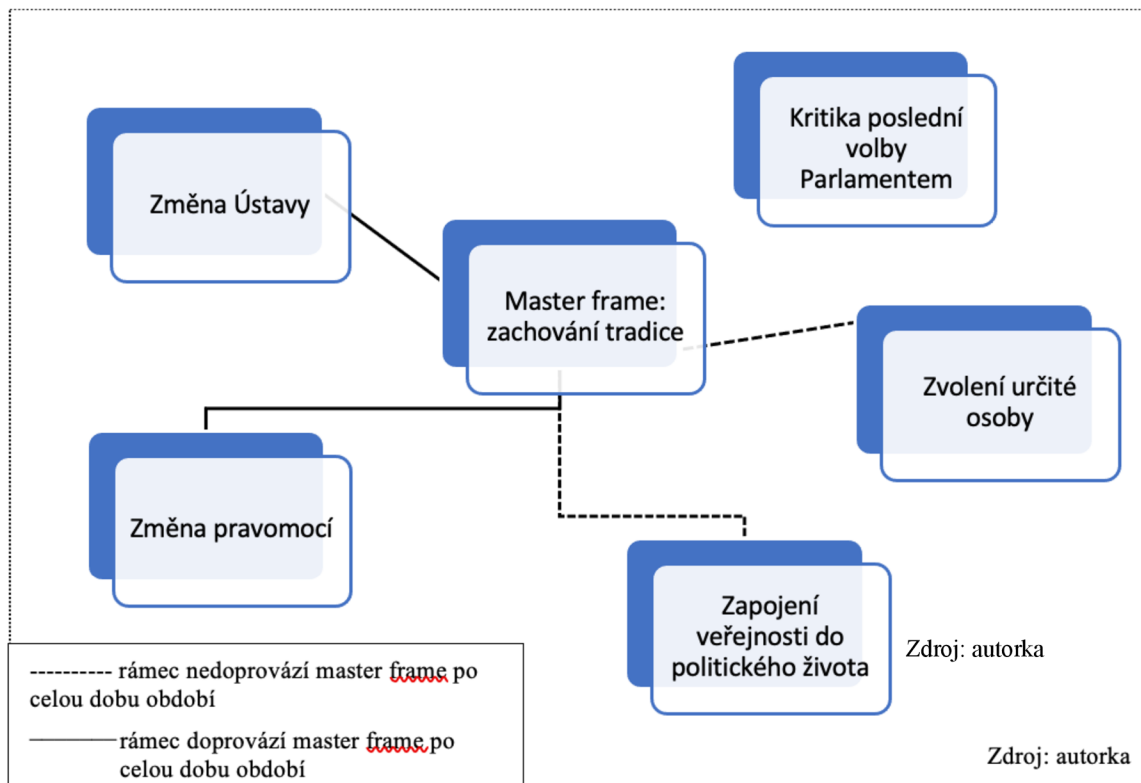 Kritika poslední
volby
Parlamentem
Změna Ústavy
Master frame:
zachování tradice
Zvolení určité
osoby
Změna pravomocí
Zapojení
veřejnosti do
politického života
Zdroj: autorka
---------- rámec nedoprovází master frame po
celou dobu období
————rámec doprovází master frame po
celou dobu období
Zdroj: autorka